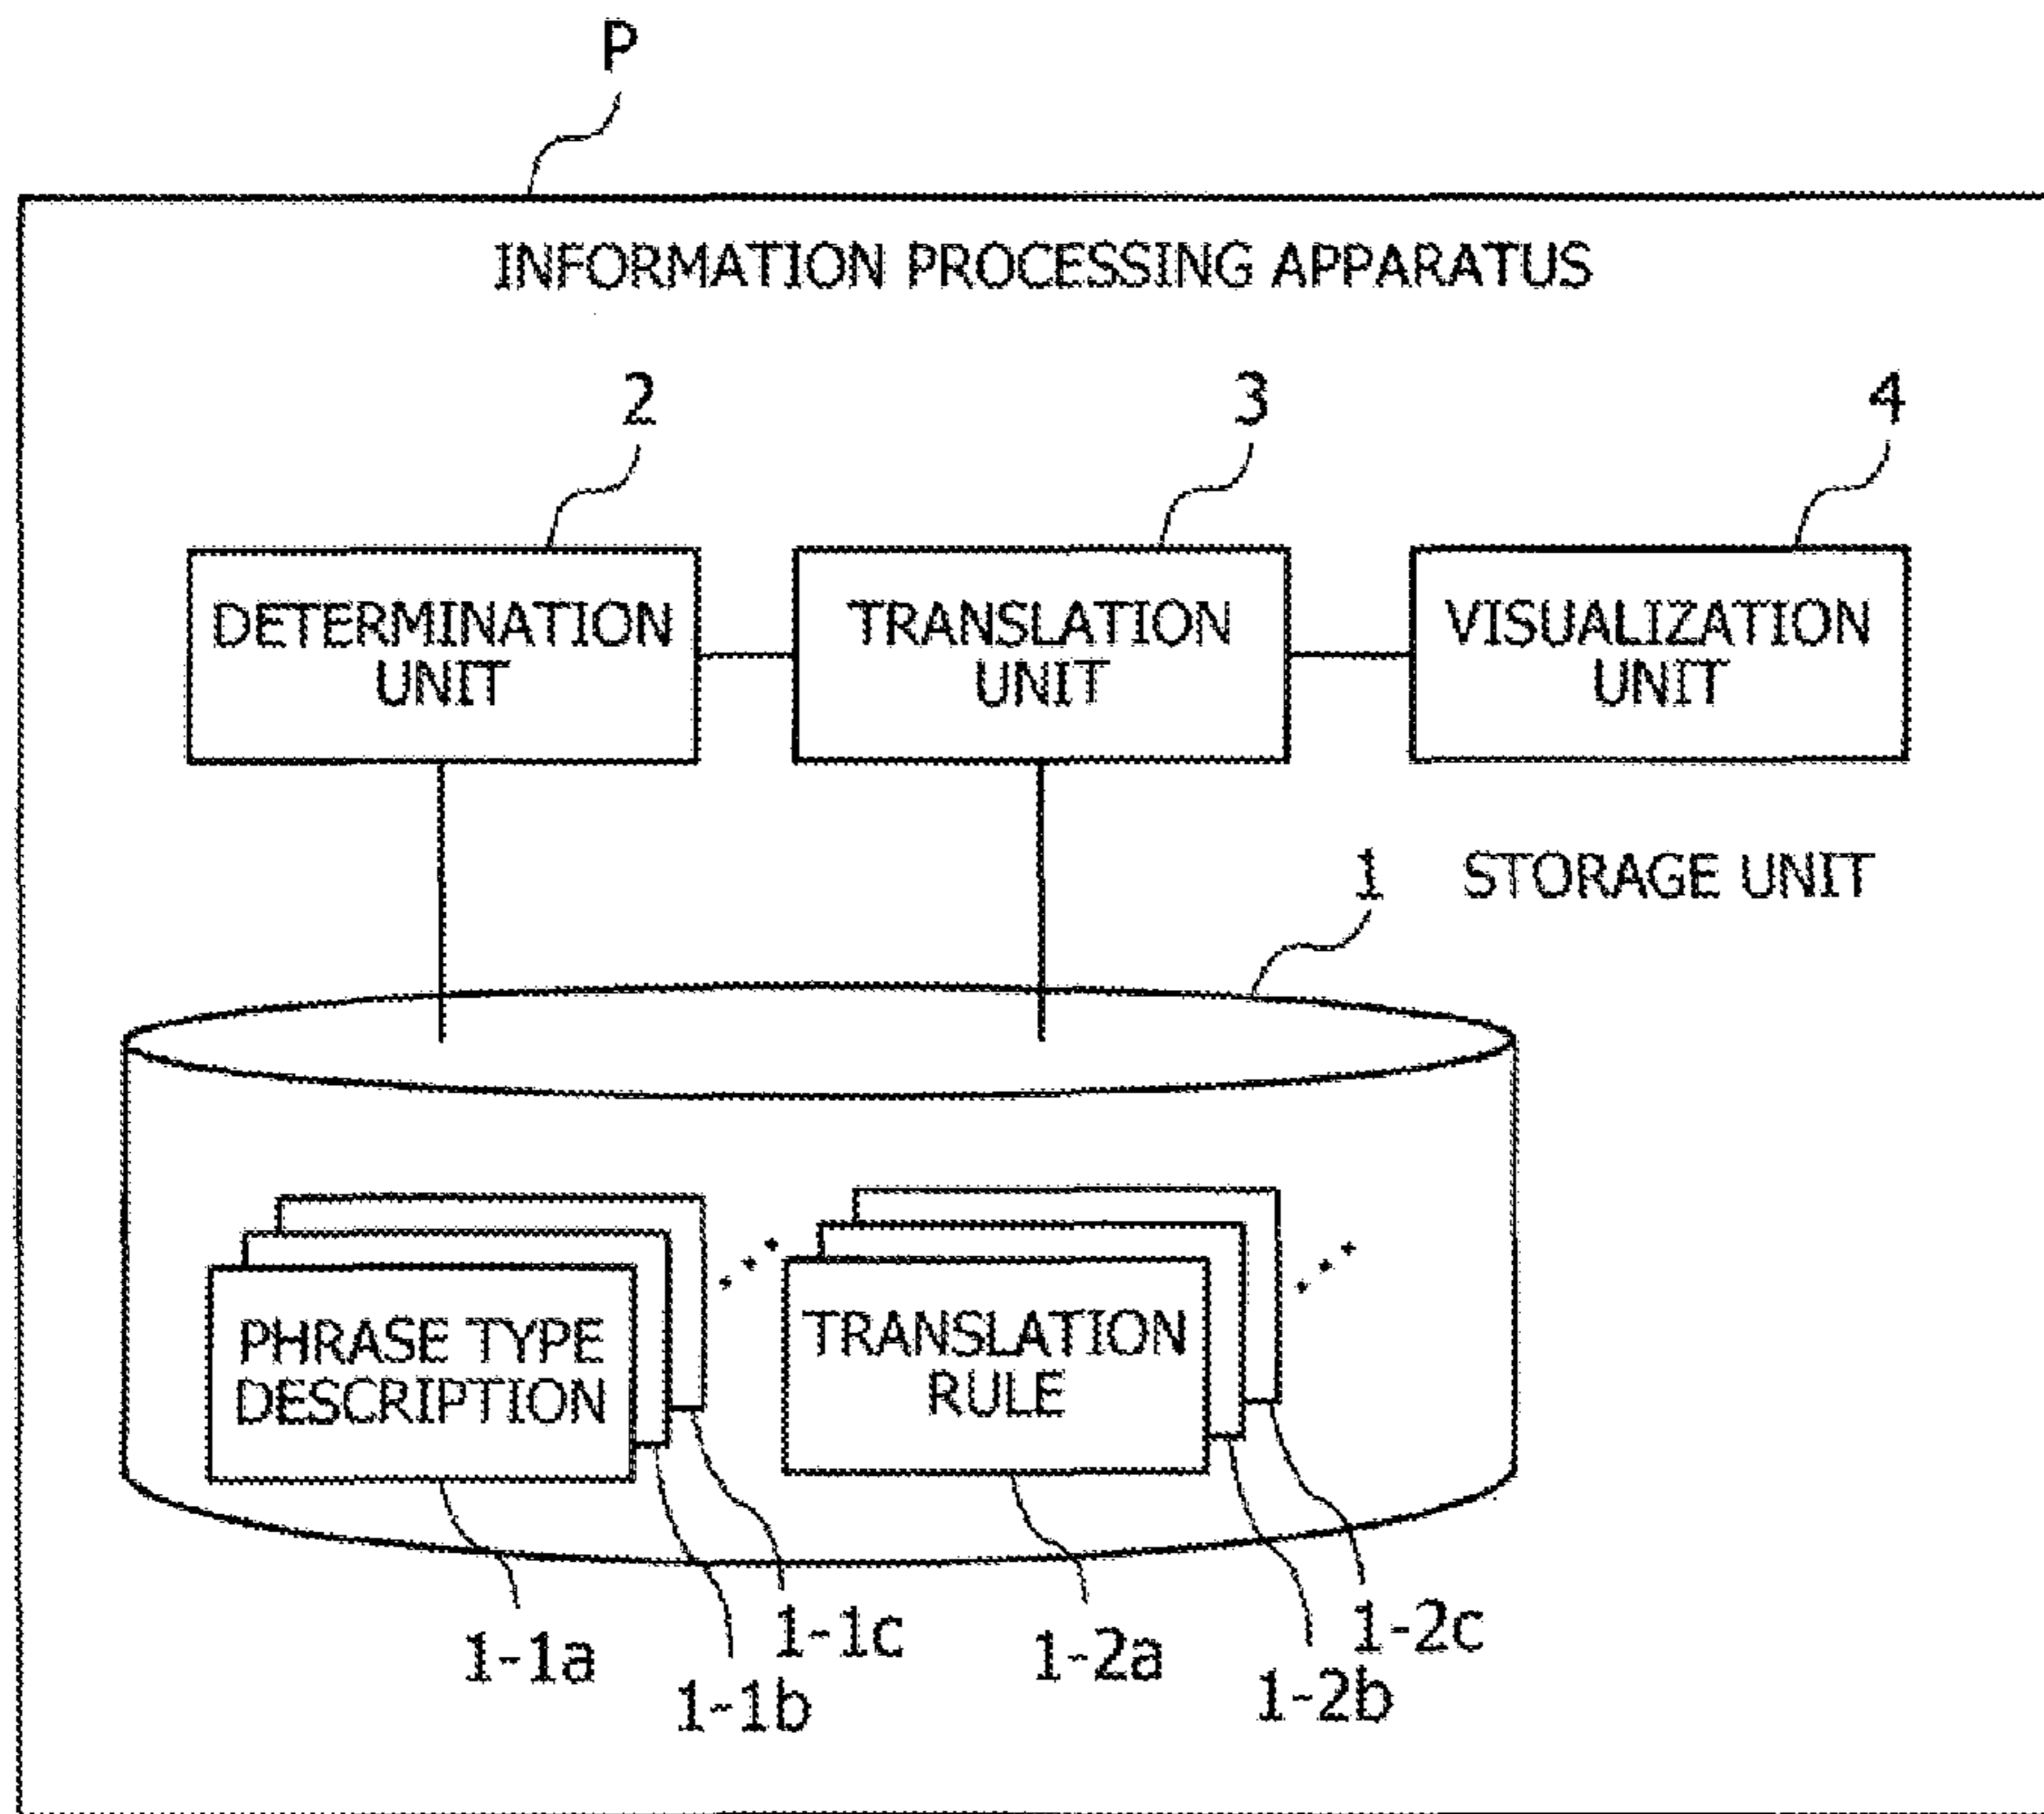 P
INFORMATION PROCESSING APPARATUS
2
3
4
DETERMINATION
UNIT
TRANSLATION
UNIT
VISUALIZATION
UNIT
1 STORAGE UNIT
PHRASE TYPE
DESCRIPTION
TRANSLATION
RULE
1-1a
1-1b
1-1c
1-2a
1-2b
1-2c